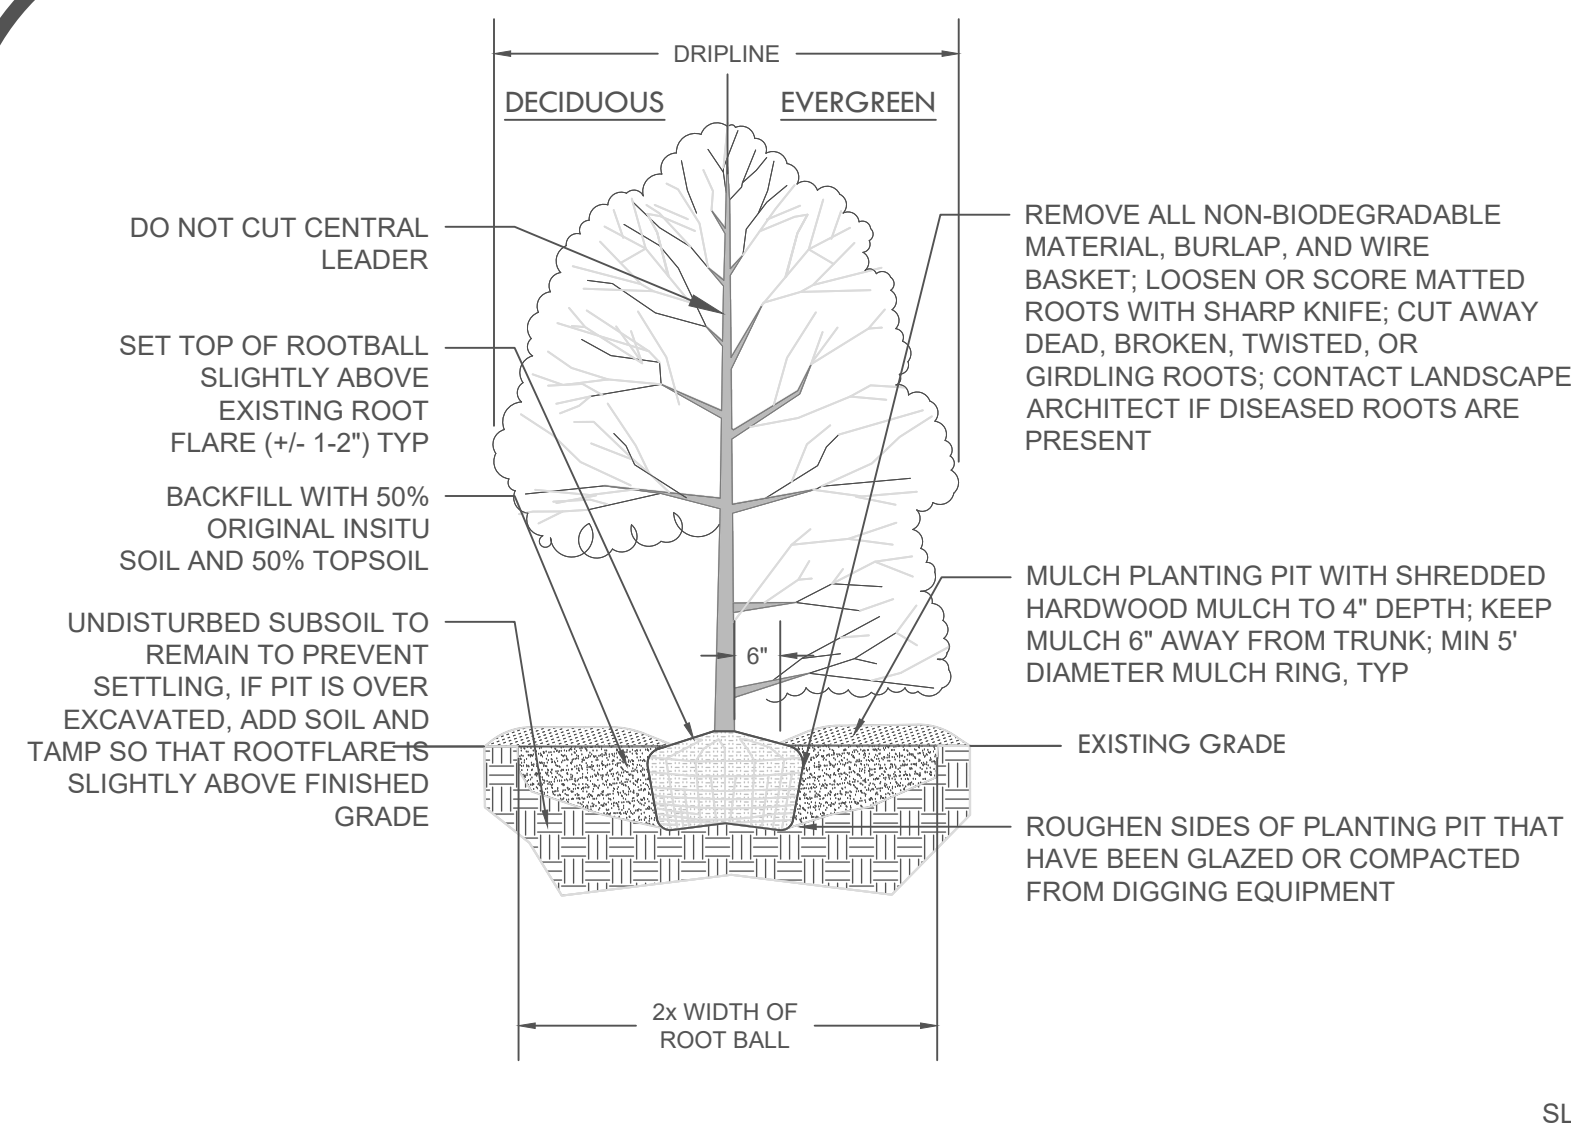 DRIPLINE
DECIDUOUS
EVERGREEN
DO NOT CUT CENTRAL
LEADER
SET TOP OF ROOTBALL
SLIGHTLY ABOVE
EXISTING ROOT
FLARE (+/- 1-2") TYP
BACKFILL WITH 50%
ORIGINAL INSITU
SOIL AND 50% TOPSOIL
UNDISTURBED SUBSOIL TO
REMAIN TO PREVENT
SETTLING, IF PIT IS OVER
EXCAVATED, ADD SOIL AND
TAMP SO THAT ROOTFLARE IS
SLIGHTLY ABOVE FINISHED
GRADE
6"
REMOVE ALL NON-BIODEGRADABLE
MATERIAL, BURLAP, AND WIRE
BASKET; LOOSEN OR SCORE MATTED
ROOTS WITH SHARP KNIFE; CUT AWAY
DEAD, BROKEN, TWISTED, OR
GIRDLING ROOTS; CONTACT LANDSCAPE
ARCHITECT IF DISEASED ROOTS ARE
PRESENT
MULCH PLANTING PIT WITH SHREDDED
HARDWOOD MULCH TO 4" DEPTH; KEEP
MULCH 6" AWAY FROM TRUNK; MIN 5'
DIAMETER MULCH RING, TYP
EXISTING GRADE
ROUGHEN SIDES OF PLANTING PIT THAT
HAVE BEEN GLAZED OR COMPACTED
FROM DIGGING EQUIPMENT
2x WIDTH OF
ROOT BALL